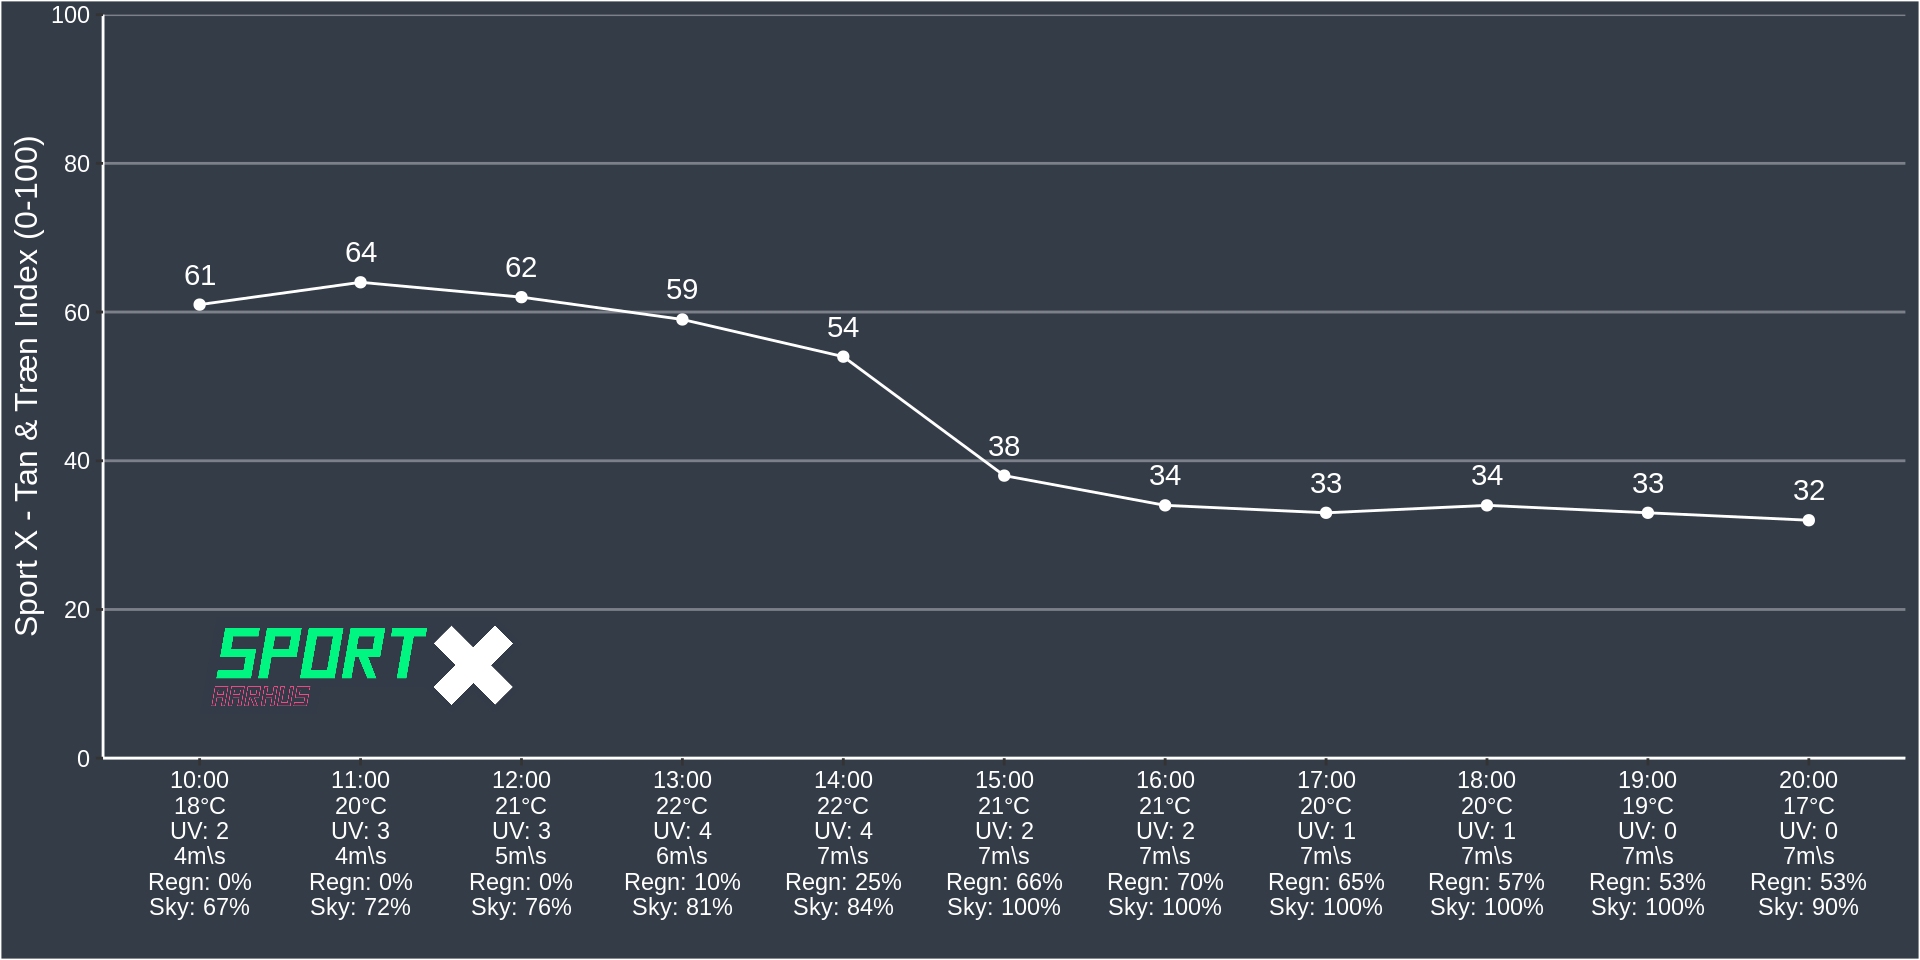 Sport X - Tan & Træn Index (0-100)
100
80
60
40
20
0
61
64
62
59
54
38
34
33
34
33
32
SPORT X
AARHUS
10:00 11:00 12:00 13:00 14:00 15:00 16:00 17:00 18:00 19:00 20:00
18°C 20°C 21°C 22°C 22°C 21°C 21°C 20°C 20°C 19°C 17°C
UV: 2 UV: 3 UV: 3 UV: 4 UV: 4 UV: 2 UV: 2 UV: 1 UV: 1 UV: 0 UV: 0
4m\s 4m\s 5m\s 6m\s 7m\s 7m\s 7m\s 7m\s 7m\s 7m\s 7m\s
Regn: 0% Regn: 0% Regn: 0% Regn: 10% Regn: 25% Regn: 66% Regn: 70% Regn: 65% Regn: 57% Regn: 53% Regn: 53%
Sky: 67% Sky: 72% Sky: 76% Sky: 81% Sky: 84% Sky: 100% Sky: 100% Sky: 100% Sky: 100% Sky: 100% Sky: 90%